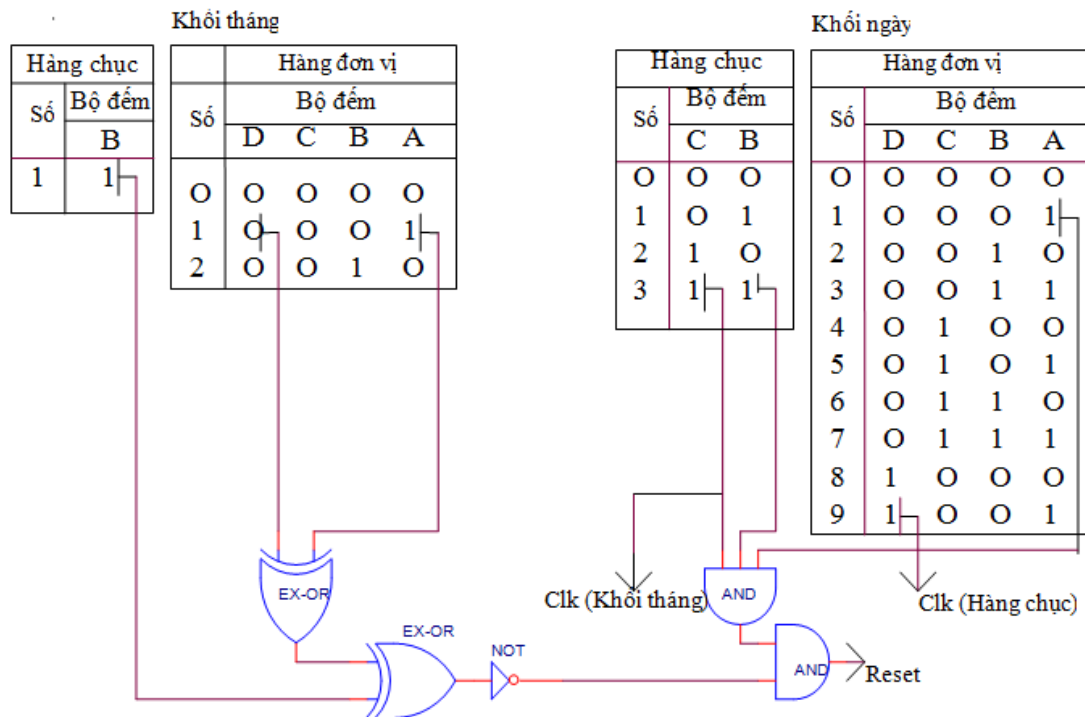 Khối tháng
Hàng chục
Số Bộ đếm
B
1 1
Hàng đơn vị
Số Bộ đếm
D C B A
O O O O O
1 O O O 1
2 O O 1 O
Khối ngày
Hàng chục
Số Bộ đếm
C B
O O O
1 O 1
2 1 O
3 1 1
Hàng đơn vị
Số Bộ đếm
D C B A
O O O O O
1 O O O 1
2 O O 1 O
3 O O 1 1
4 O 1 O O
5 O 1 O 1
6 O 1 1 O
7 O 1 1 1
8 1 O O O
9 1 O O 1
EX-OR
Clk (Khối tháng)
AND
Clk (Hàng chục)
EX-OR
NOT
AND
Reset